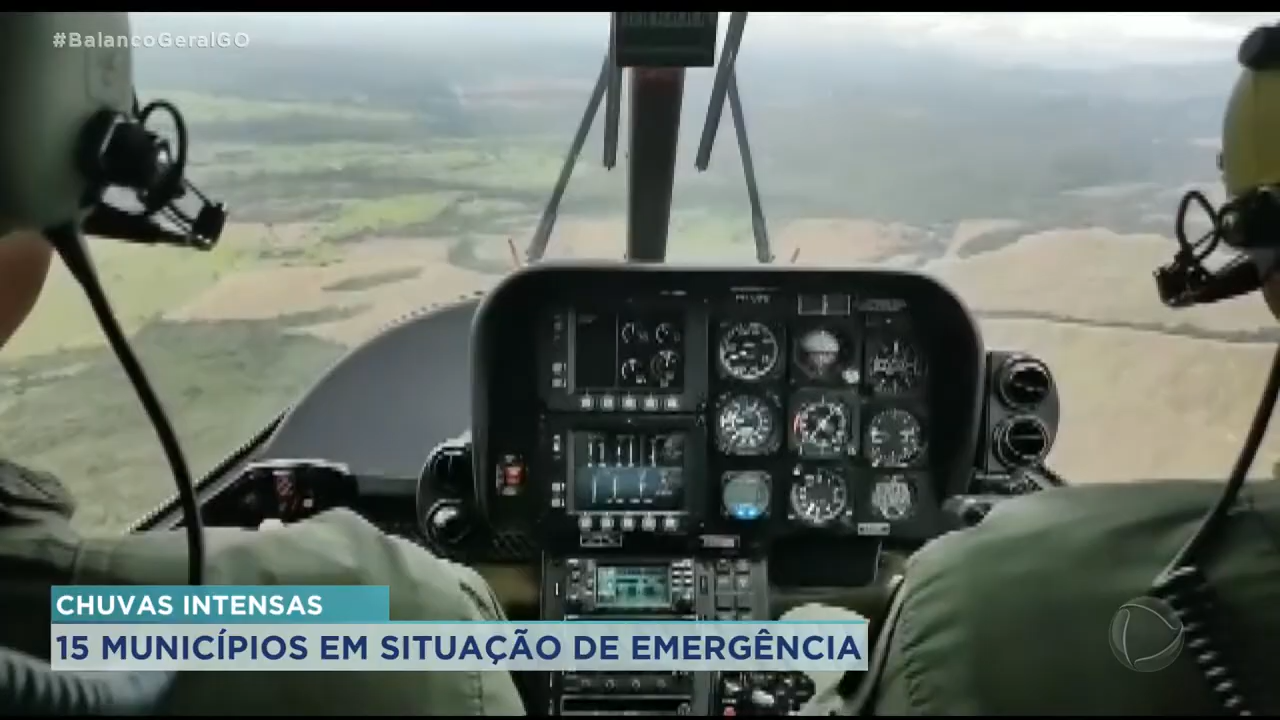 #BalancoGeralGO
CHUVAS INTENSAS
15 MUNICÍPIOS EM SITUAÇÃO DE EMERGÊNCIA